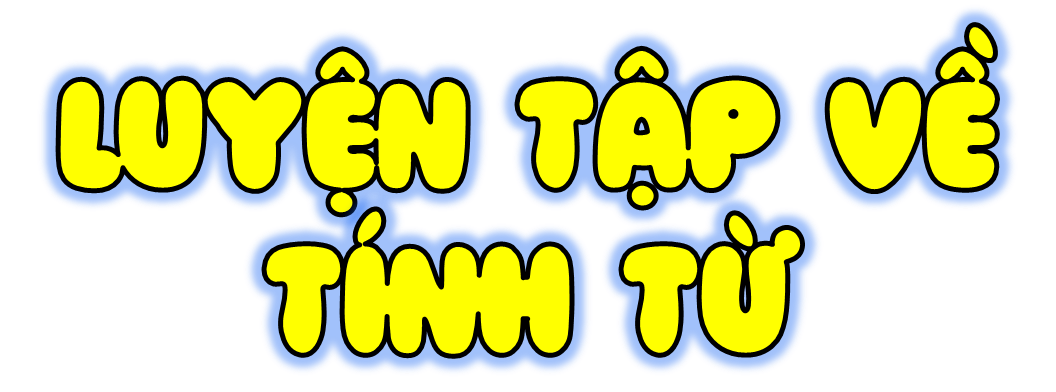 LUYỆN TẬP VỀ
TÍNH TỪ